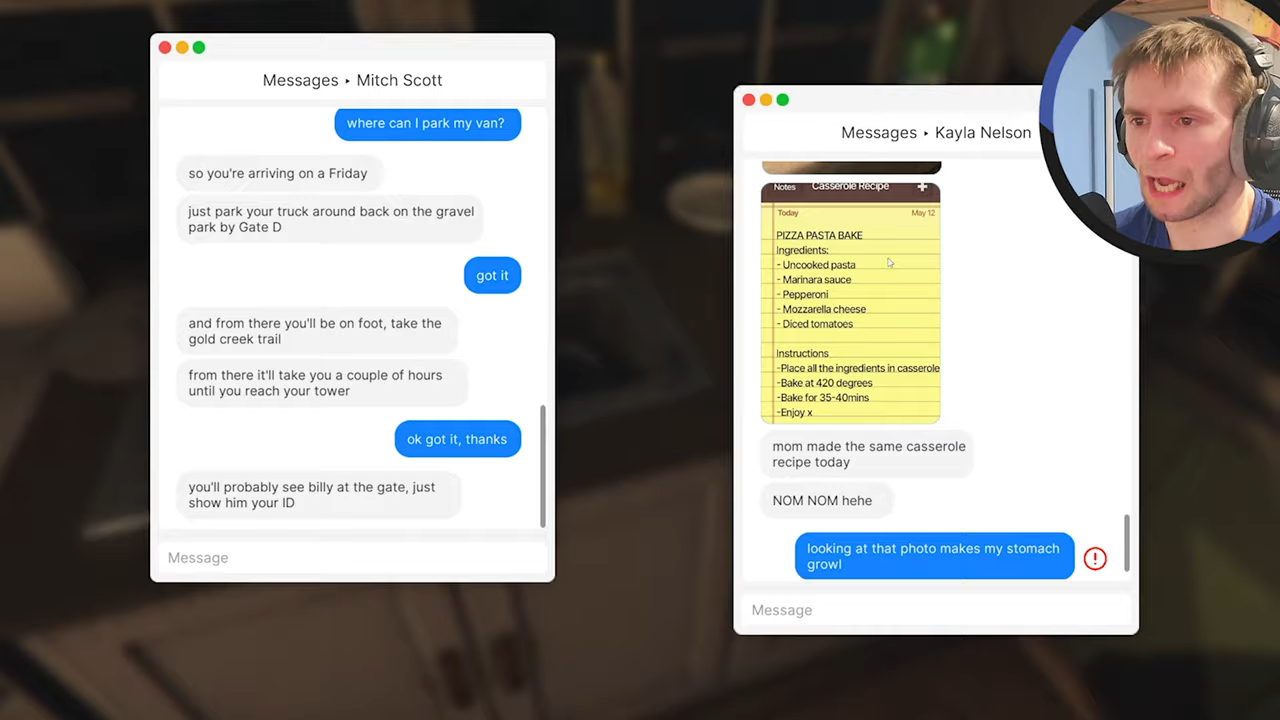 Messages ▸ Mitch Scott
where can I park my van?
so you're arriving on a Friday
just park your truck around back on the gravel
park by Gate D
got it
and from there you'll be on foot, take the
gold creek trail
from there it'll take you a couple of hours
until you reach your tower
ok got it, thanks
you'll probably see billy at the gate, just
show him your ID
Message
Messages ▸ Kayla Nelson
Notes Casserole Recipe +
Today May 12
PIZZA PASTA BAKE
Ingredients:
- Uncooked pasta
- Marinara sauce
- Pepperoni
- Mozzarella cheese
- Diced tomatoes
Instructions
-Place all the ingredients in casserole
-Bake at 420 degrees
-Bake for 35-40mins
-Enjoy x
mom made the same casserole
recipe today
NOM NOM hehe
looking at that photo makes my stomach
growl
Message